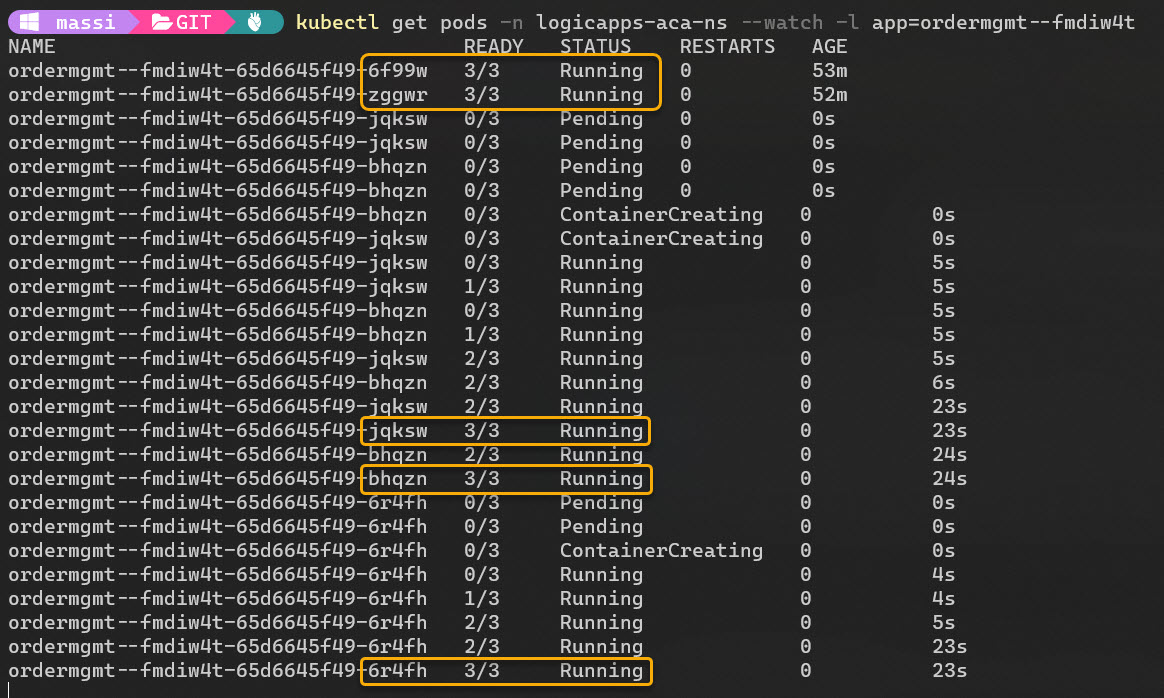 massi GIT kubectl get pods -n logicapps-aca-ns --watch -l app=ordermgmt--fmdiw4t
NAME READY STATUS RESTARTS AGE
ordermgmt--fmdiw4t-65d6645f49-6f99w 3/3 Running 0 53m
ordermgmt--fmdiw4t-65d6645f49-zggwr 3/3 Running 0 52m
ordermgmt--fmdiw4t-65d6645f49-jqksw 0/3 Pending 0 0s
ordermgmt--fmdiw4t-65d6645f49-jqksw 0/3 Pending 0 0s
ordermgmt--fmdiw4t-65d6645f49-bhqzn 0/3 Pending 0 0s
ordermgmt--fmdiw4t-65d6645f49-bhqzn 0/3 Pending 0 0s
ordermgmt--fmdiw4t-65d6645f49-bhqzn 0/3 ContainerCreating 0 0s
ordermgmt--fmdiw4t-65d6645f49-jqksw 0/3 ContainerCreating 0 0s
ordermgmt--fmdiw4t-65d6645f49-jqksw 0/3 Running 0 5s
ordermgmt--fmdiw4t-65d6645f49-jqksw 1/3 Running 0 5s
ordermgmt--fmdiw4t-65d6645f49-bhqzn 0/3 Running 0 5s
ordermgmt--fmdiw4t-65d6645f49-bhqzn 1/3 Running 0 5s
ordermgmt--fmdiw4t-65d6645f49-jqksw 2/3 Running 0 5s
ordermgmt--fmdiw4t-65d6645f49-bhqzn 2/3 Running 0 6s
ordermgmt--fmdiw4t-65d6645f49-jqksw 2/3 Running 0 23s
ordermgmt--fmdiw4t-65d6645f49-jqksw 3/3 Running 0 23s
ordermgmt--fmdiw4t-65d6645f49-bhqzn 2/3 Running 0 24s
ordermgmt--fmdiw4t-65d6645f49-bhqzn 3/3 Running 0 24s
ordermgmt--fmdiw4t-65d6645f49-6r4fh 0/3 Pending 0 0s
ordermgmt--fmdiw4t-65d6645f49-6r4fh 0/3 Pending 0 0s
ordermgmt--fmdiw4t-65d6645f49-6r4fh 0/3 ContainerCreating 0 0s
ordermgmt--fmdiw4t-65d6645f49-6r4fh 0/3 Running 0 4s
ordermgmt--fmdiw4t-65d6645f49-6r4fh 1/3 Running 0 4s
ordermgmt--fmdiw4t-65d6645f49-6r4fh 2/3 Running 0 5s
ordermgmt--fmdiw4t-65d6645f49-6r4fh 2/3 Running 0 23s
ordermgmt--fmdiw4t-65d6645f49-6r4fh 3/3 Running 0 23s